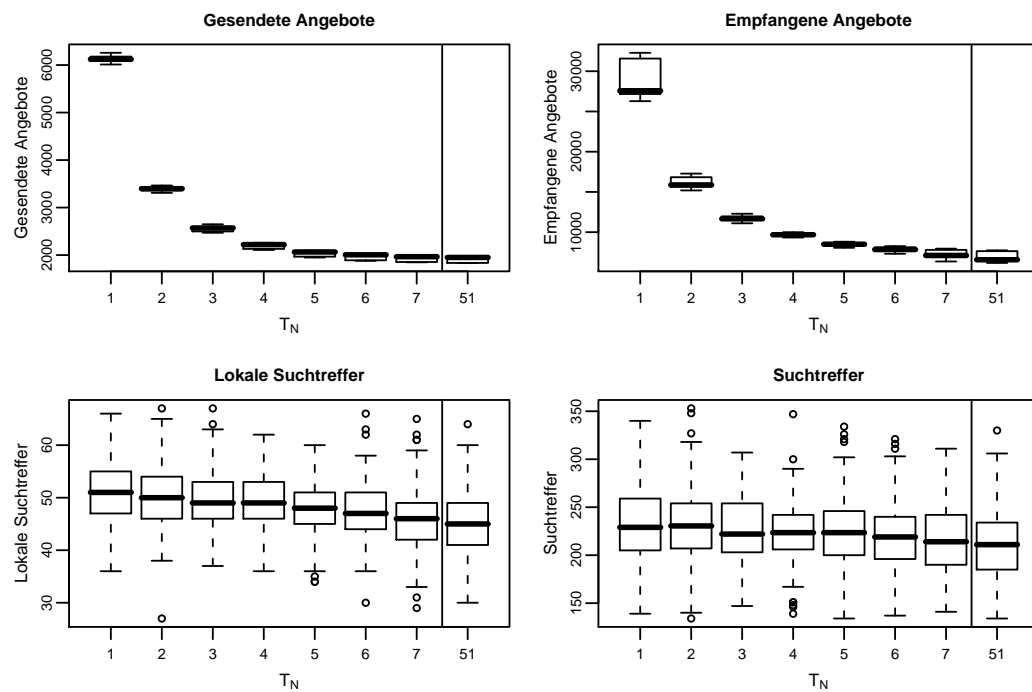 Gesendete Angebote
Gesendete Angebote
6000
5000
4000
3000
2000
1 2 3 4 5 6 7 51
T_N
Empfangene Angebote
Empfangene Angebote
30000
20000
10000
1 2 3 4 5 6 7 51
T_N
Lokale Suchtreffer
Lokale Suchtreffer
60
50
40
30
1 2 3 4 5 6 7 51
T_N
Suchtreffer
Suchtreffer
350
300
250
200
150
1 2 3 4 5 6 7 51
T_N